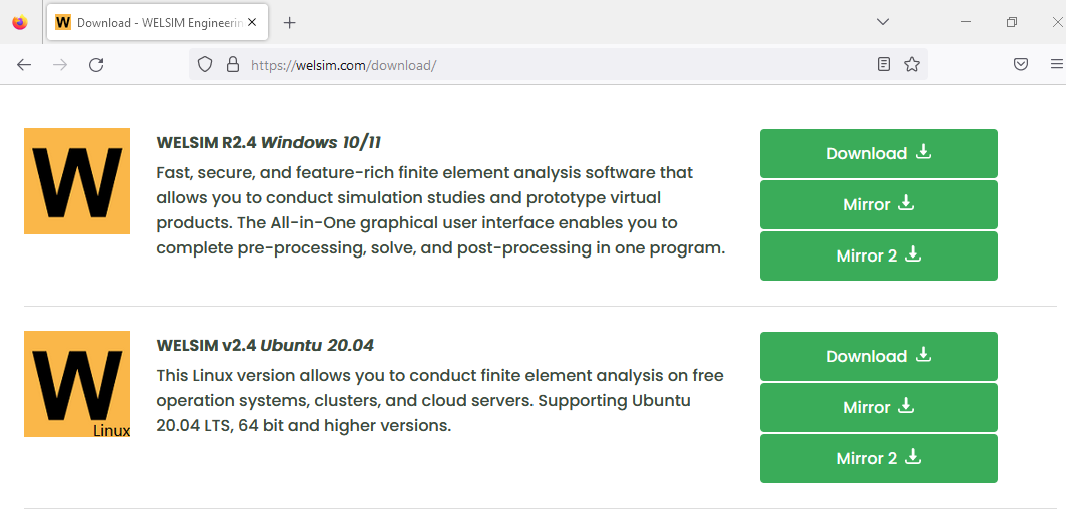 W Download - WELSIM Engineerin
https://welsim.com/download/
W
WELSIM R2.4 Windows 10/11
Fast, secure, and feature-rich finite element analysis software that
allows you to conduct simulation studies and prototype virtual
products. The All-in-One graphical user interface enables you to
complete pre-processing, solve, and post-processing in one program.
Download
Mirror
Mirror 2
W
Linux
WELSIM v2.4 Ubuntu 20.04
This Linux version allows you to conduct finite element analysis on free
operation systems, clusters, and cloud servers. Supporting Ubuntu
20.04 LTS, 64 bit and higher versions.
Download
Mirror
Mirror 2